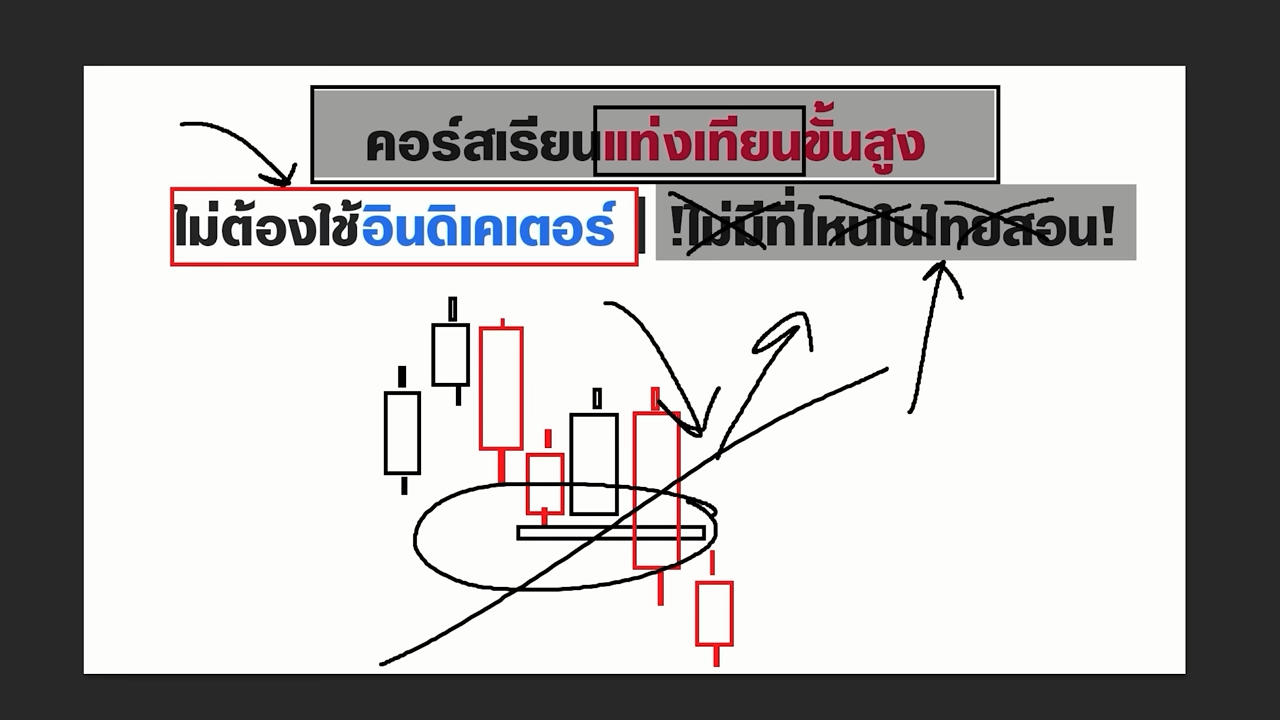 คอร์สเรียนแท่งเทียนขั้นสูง
ไม่ต้องใช้อินดิเคเตอร์ | !ไม่มีที่ไหนในไทยสอน!